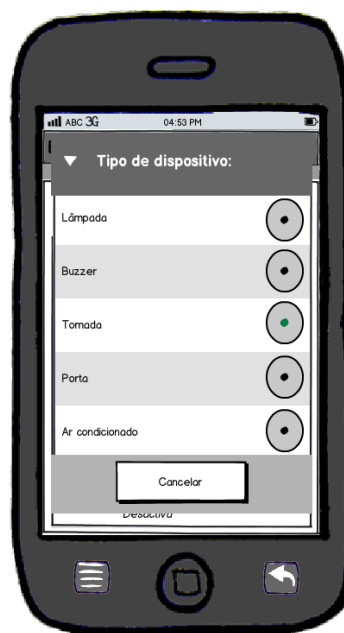 ABC 3G 04:53 PM
Tipo de dispositivo:
Lâmpada
Buzzer
Tomada
Porta
Ar condicionado
Cancelar
Desactiva